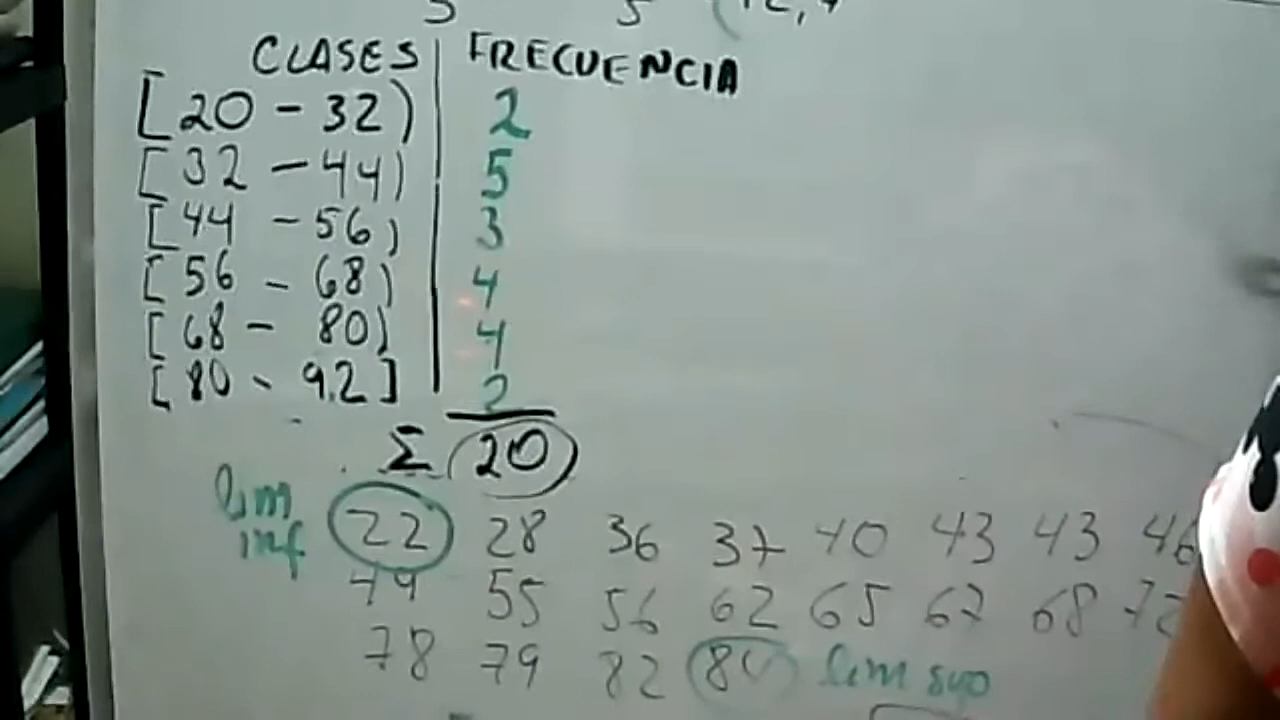 CLASES FRECUENCIA
[20 - 32) 2
[32 - 44) 5
[44 - 56) 3
[56 - 68) 4
[68 - 80) 4
[80 - 92] 2
Σ 20
lim inf 22 28 36 37 40 43 43 46
49 55 56 62 65 67 68 72
78 79 82 lim sup